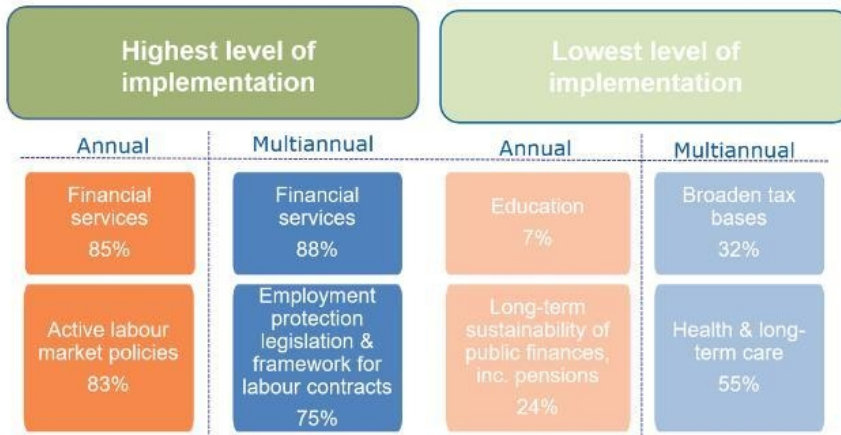 Highest level of
implementation
Lowest level of
implementation
Annual
Multiannual
Annual
Multiannual
Financial
services
85%
Financial
services
88%
Education
7%
Broaden tax
bases
32%
Active labour
market policies
83%
Employment
protection
legislation &
framework for
labour contracts
75%
Long-term
sustainability of
public finances,
inc. pensions
24%
Health & long-
term care
55%